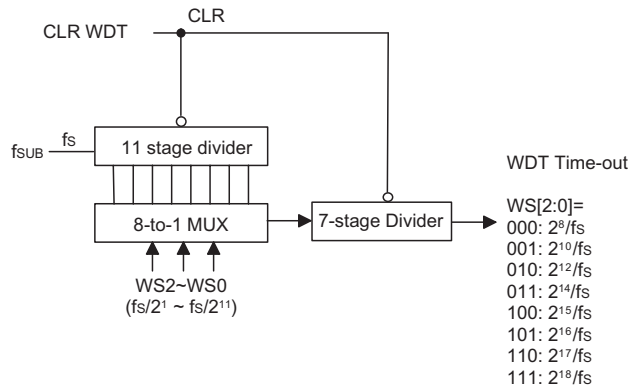 CLR
CLR WDT
fS
fSUB
11 stage divider
8-to-1 MUX
7-stage Divider
WS2~WS0
(fS/2¹ ~ fS/2¹¹)
WDT Time-out
WS[2:0]=
000: 2⁸/fS
001: 2¹⁰/fS
010: 2¹²/fS
011: 2¹⁴/fS
100: 2¹⁵/fS
101: 2¹⁶/fS
110: 2¹⁷/fS
111: 2¹⁸/fS